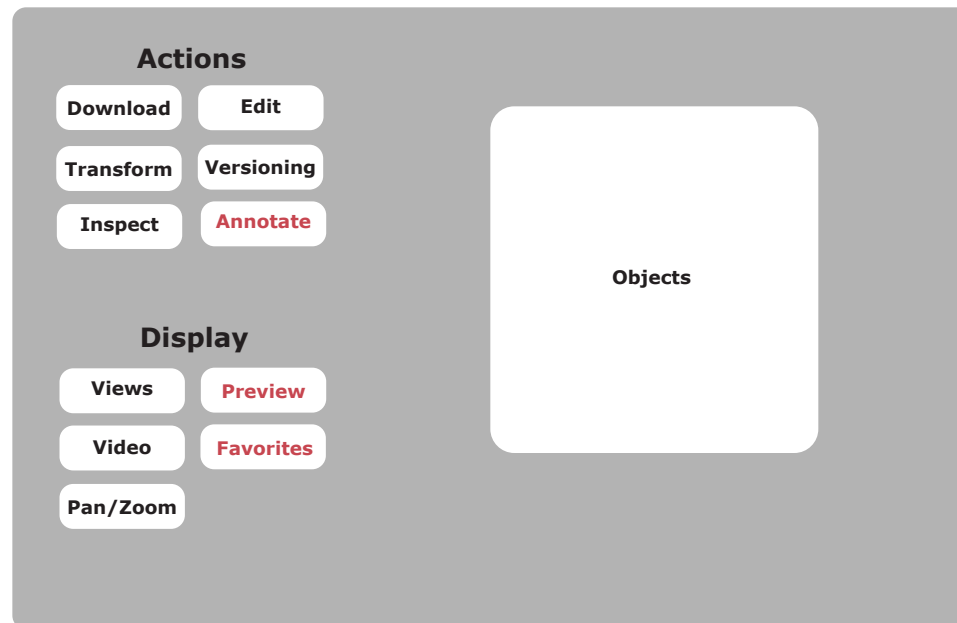 Actions
Download
Edit
Transform
Versioning
Inspect
Annotate
Objects
Display
Views
Preview
Video
Favorites
Pan/Zoom